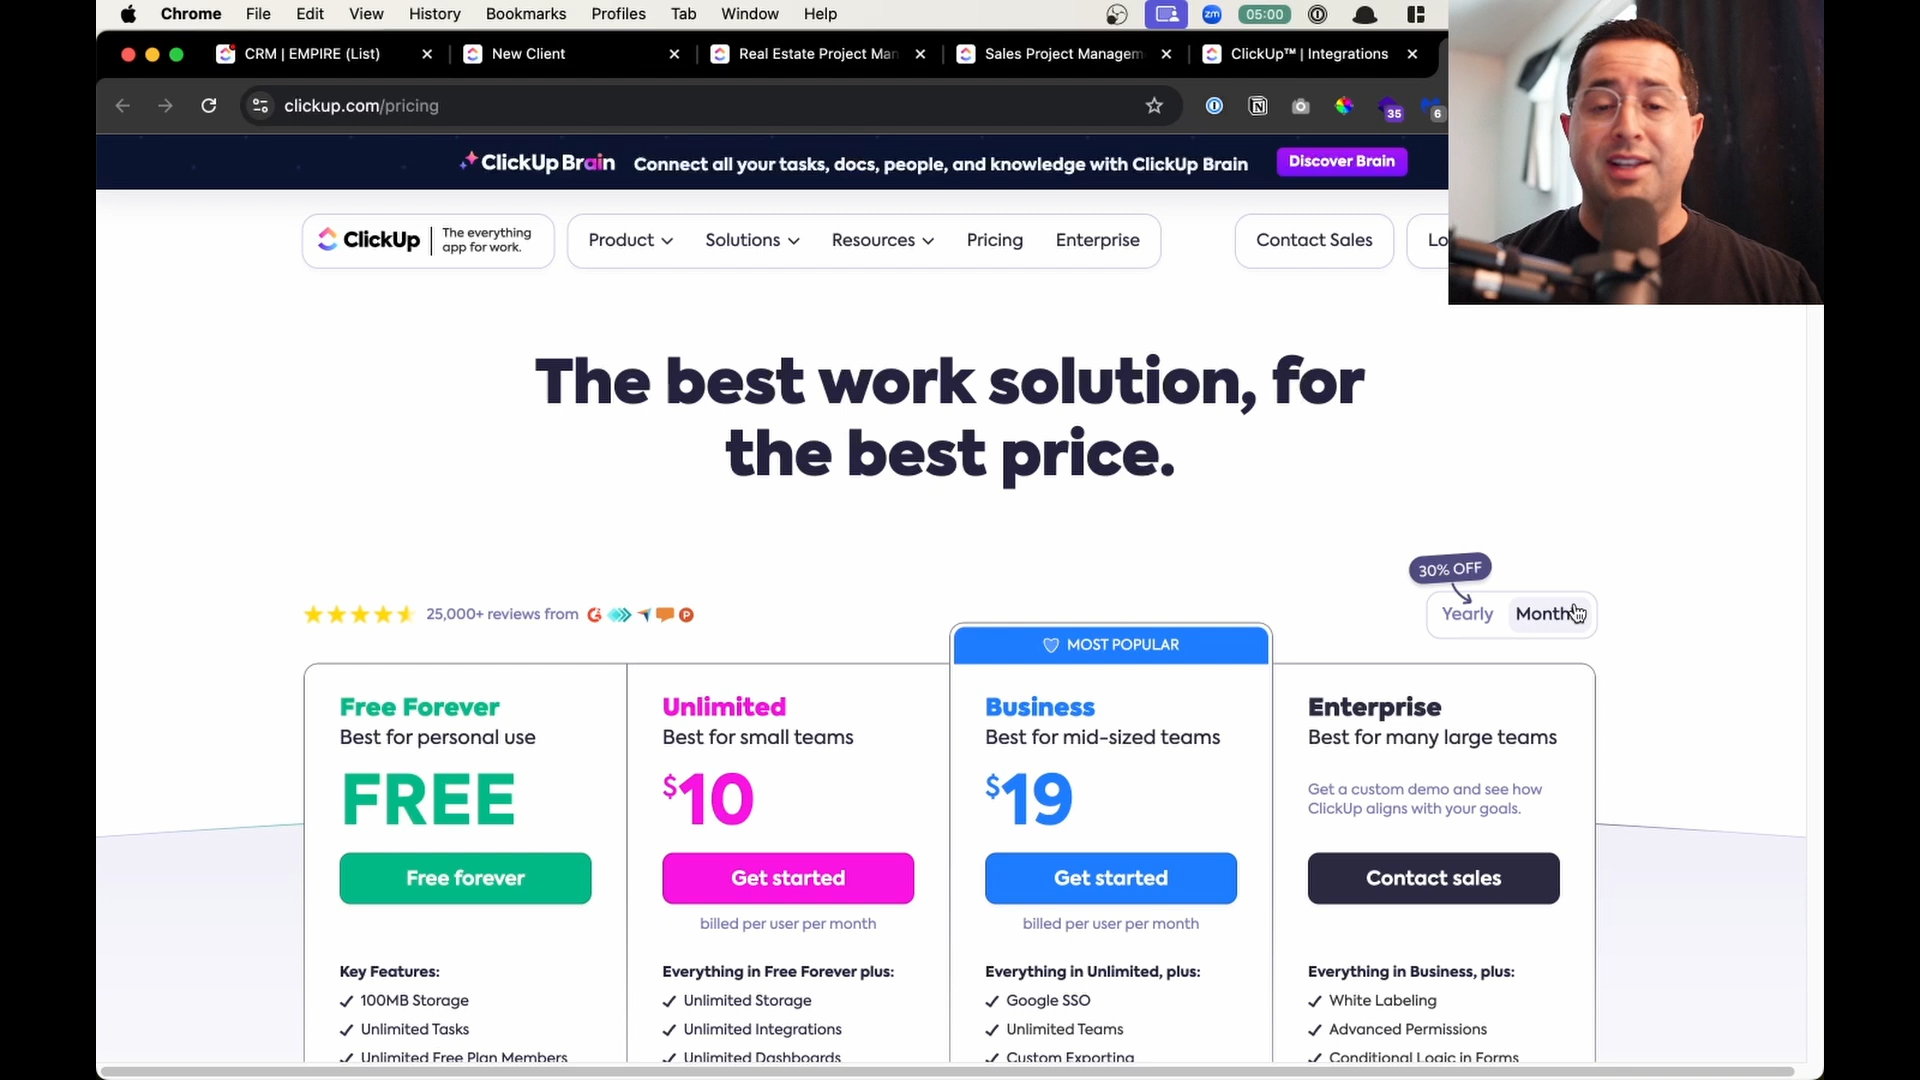 Chrome File Edit View History Bookmarks Profiles Tab Window Help zm 05:00
CRM | EMPIRE (List) New Client Real Estate Project Man Sales Project Managem ClickUp™ | Integrations
clickup.com/pricing 35 6
ClickUp Brain Connect all your tasks, docs, people, and knowledge with ClickUp Brain Discover Brain
ClickUp The everything app for work. Product Solutions Resources Pricing Enterprise Contact Sales Lo
The best work solution, for
the best price.
30% OFF
25,000+ reviews from Yearly Month
MOST POPULAR
Free Forever Unlimited Business Enterprise
Best for personal use Best for small teams Best for mid-sized teams Best for many large teams
FREE $10 $19 Get a custom demo and see how
ClickUp aligns with your goals.
Free forever Get started Get started Contact sales
billed per user per month billed per user per month
Key Features: Everything in Free Forever plus: Everything in Unlimited, plus: Everything in Business, plus:
100MB Storage Unlimited Storage Google SSO White Labeling
Unlimited Tasks Unlimited Integrations Unlimited Teams Advanced Permissions
Unlimited Free Plan Members Unlimited Dashboards Custom Exporting Conditional Logic in Forms